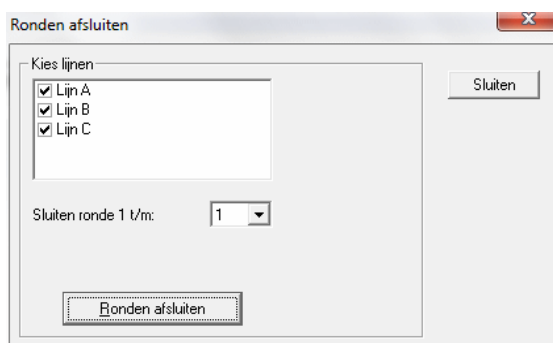 Ronden afsluiten
Kies lijnen
Lijn A
Sluiten
Lijn B
Lijn C
Sluiten ronde 1 t/m: 1
Ronden afsluiten